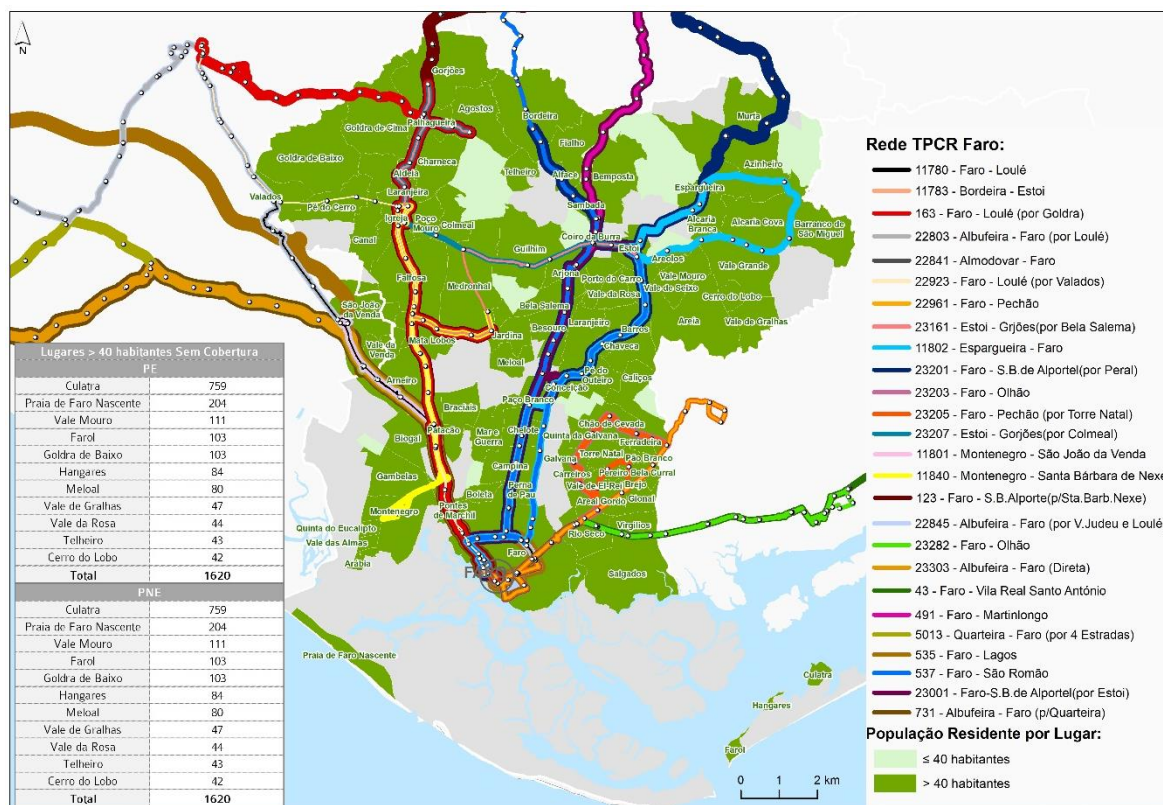 N
Gorjões
Agostos
Bordeira
Murta
Palhagueira
Goldra de Cima
Fialho
Azinheiro
Goldra de Baixo
Charneca
Telheiro
Alface
Bemposta
Aldeia
Espargueira
Laranjeira
Sambada
Valados
Pé do Cerro
Igreja
Poço Mouro
Colmeal
Alcaria Branca
Alcaria Cova
Barranco de São Miguel
Coiro da Burra
Estoi
Canal
Guilhim
Arjona
Areolos
Falfosa
Medronhal
Porto do Carro
Vale Mouro
Vale Grande
Vale da Rosa
Vale de Seixo
Cerro do Lobo
São João da Venda
Bela Salema
Besouro
Laranjeiro
Areia
Vale de Gralhas
Vale da Venda
Mata Lobos
Jardina
Barros
Chaveca
Meloal
Pé do Outeiro
Caliços
Arneiro
Conceição
Braciais
Paço Branco
Patacão
Mar e Guerra
Chelote
Chão de Cevada
Biogal
Quinta da Galvana
Ferradeira
Torre Natal
Galvana
Pão Branco
Gambelas
Campina
Carreiros
Pereiro
Bela Curral
Vale de El-Rei
Brejo
Montenegro
Boleta
Perna do Pau
Areal Gordo
Gional
Pontes de Marchil
Virgílios
Quinta do Eucalipto
Vale das Almas
Rio Seco
Faro
Arábia
Salgados
Praia de Faro Nascente
Culatra
Hangares
Farol
0 1 2 km
Lugares > 40 habitantes Sem Cobertura
PE
Culatra 759
Praia de Faro Nascente 204
Vale Mouro 111
Farol 103
Goldra de Baixo 103
Hangares 84
Meloal 80
Vale de Gralhas 47
Vale da Rosa 44
Telheiro 43
Cerro do Lobo 42
Total 1620
PNE
Culatra 759
Praia de Faro Nascente 204
Vale Mouro 111
Farol 103
Goldra de Baixo 103
Hangares 84
Meloal 80
Vale de Gralhas 47
Vale da Rosa 44
Telheiro 43
Cerro do Lobo 42
Total 1620
Rede TPCR Faro:
11780 - Faro - Loulé
11783 - Bordeira - Estoi
163 - Faro - Loulé (por Goldra)
22803 - Albufeira - Faro (por Loulé)
22841 - Almodovar - Faro
22923 - Faro - Loulé (por Valados)
22961 - Faro - Pechão
23161 - Estoi - Grjões(por Bela Salema)
11802 - Espargueira - Faro
23201 - Faro - S.B.de Alportel(por Peral)
23203 - Faro - Olhão
23205 - Faro - Pechão (por Torre Natal)
23207 - Estoi - Gorjões(por Colmeal)
11801 - Montenegro - São João da Venda
11840 - Montenegro - Santa Bárbara de Nexe
123 - Faro - S.B.Alporte(p/Sta.Barb.Nexe)
22845 - Albufeira - Faro (por V.Judeu e Loulé)
23282 - Faro - Olhão
23303 - Albufeira - Faro (Direta)
43 - Faro - Vila Real Santo António
491 - Faro - Martinlongo
5013 - Quarteira - Faro (por 4 Estradas)
535 - Faro - Lagos
537 - Faro - São Romão
23001 - Faro-S.B.de Alportel(por Estoi)
731 - Albufeira - Faro (p/Quarteira)
População Residente por Lugar:
≤ 40 habitantes
> 40 habitantes